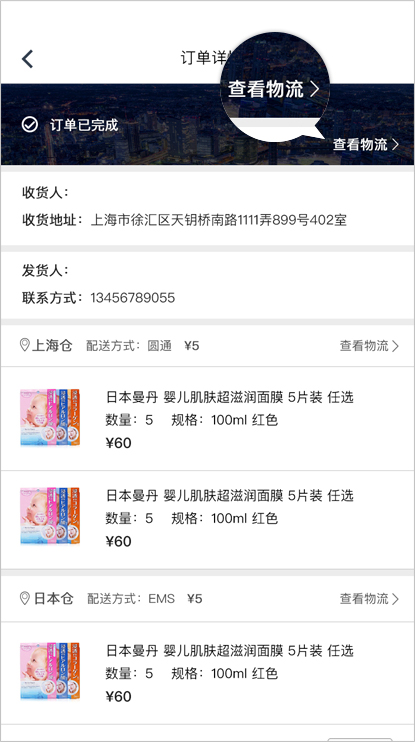 订单详
查看物流
订单已完成
查看物流
收货人：
收货地址：上海市徐汇区天钥桥南路1111弄899号402室
发货人：
联系方式：13456789055
上海仓 配送方式：圆通 ¥5 查看物流
日本曼丹 婴儿肌肤超滋润面膜 5片装 任选
数量：5 规格：100ml 红色
¥60
日本曼丹 婴儿肌肤超滋润面膜 5片装 任选
数量：5 规格：100ml 红色
¥60
日本仓 配送方式：EMS ¥5 查看物流
日本曼丹 婴儿肌肤超滋润面膜 5片装 任选
数量：5 规格：100ml 红色
¥60